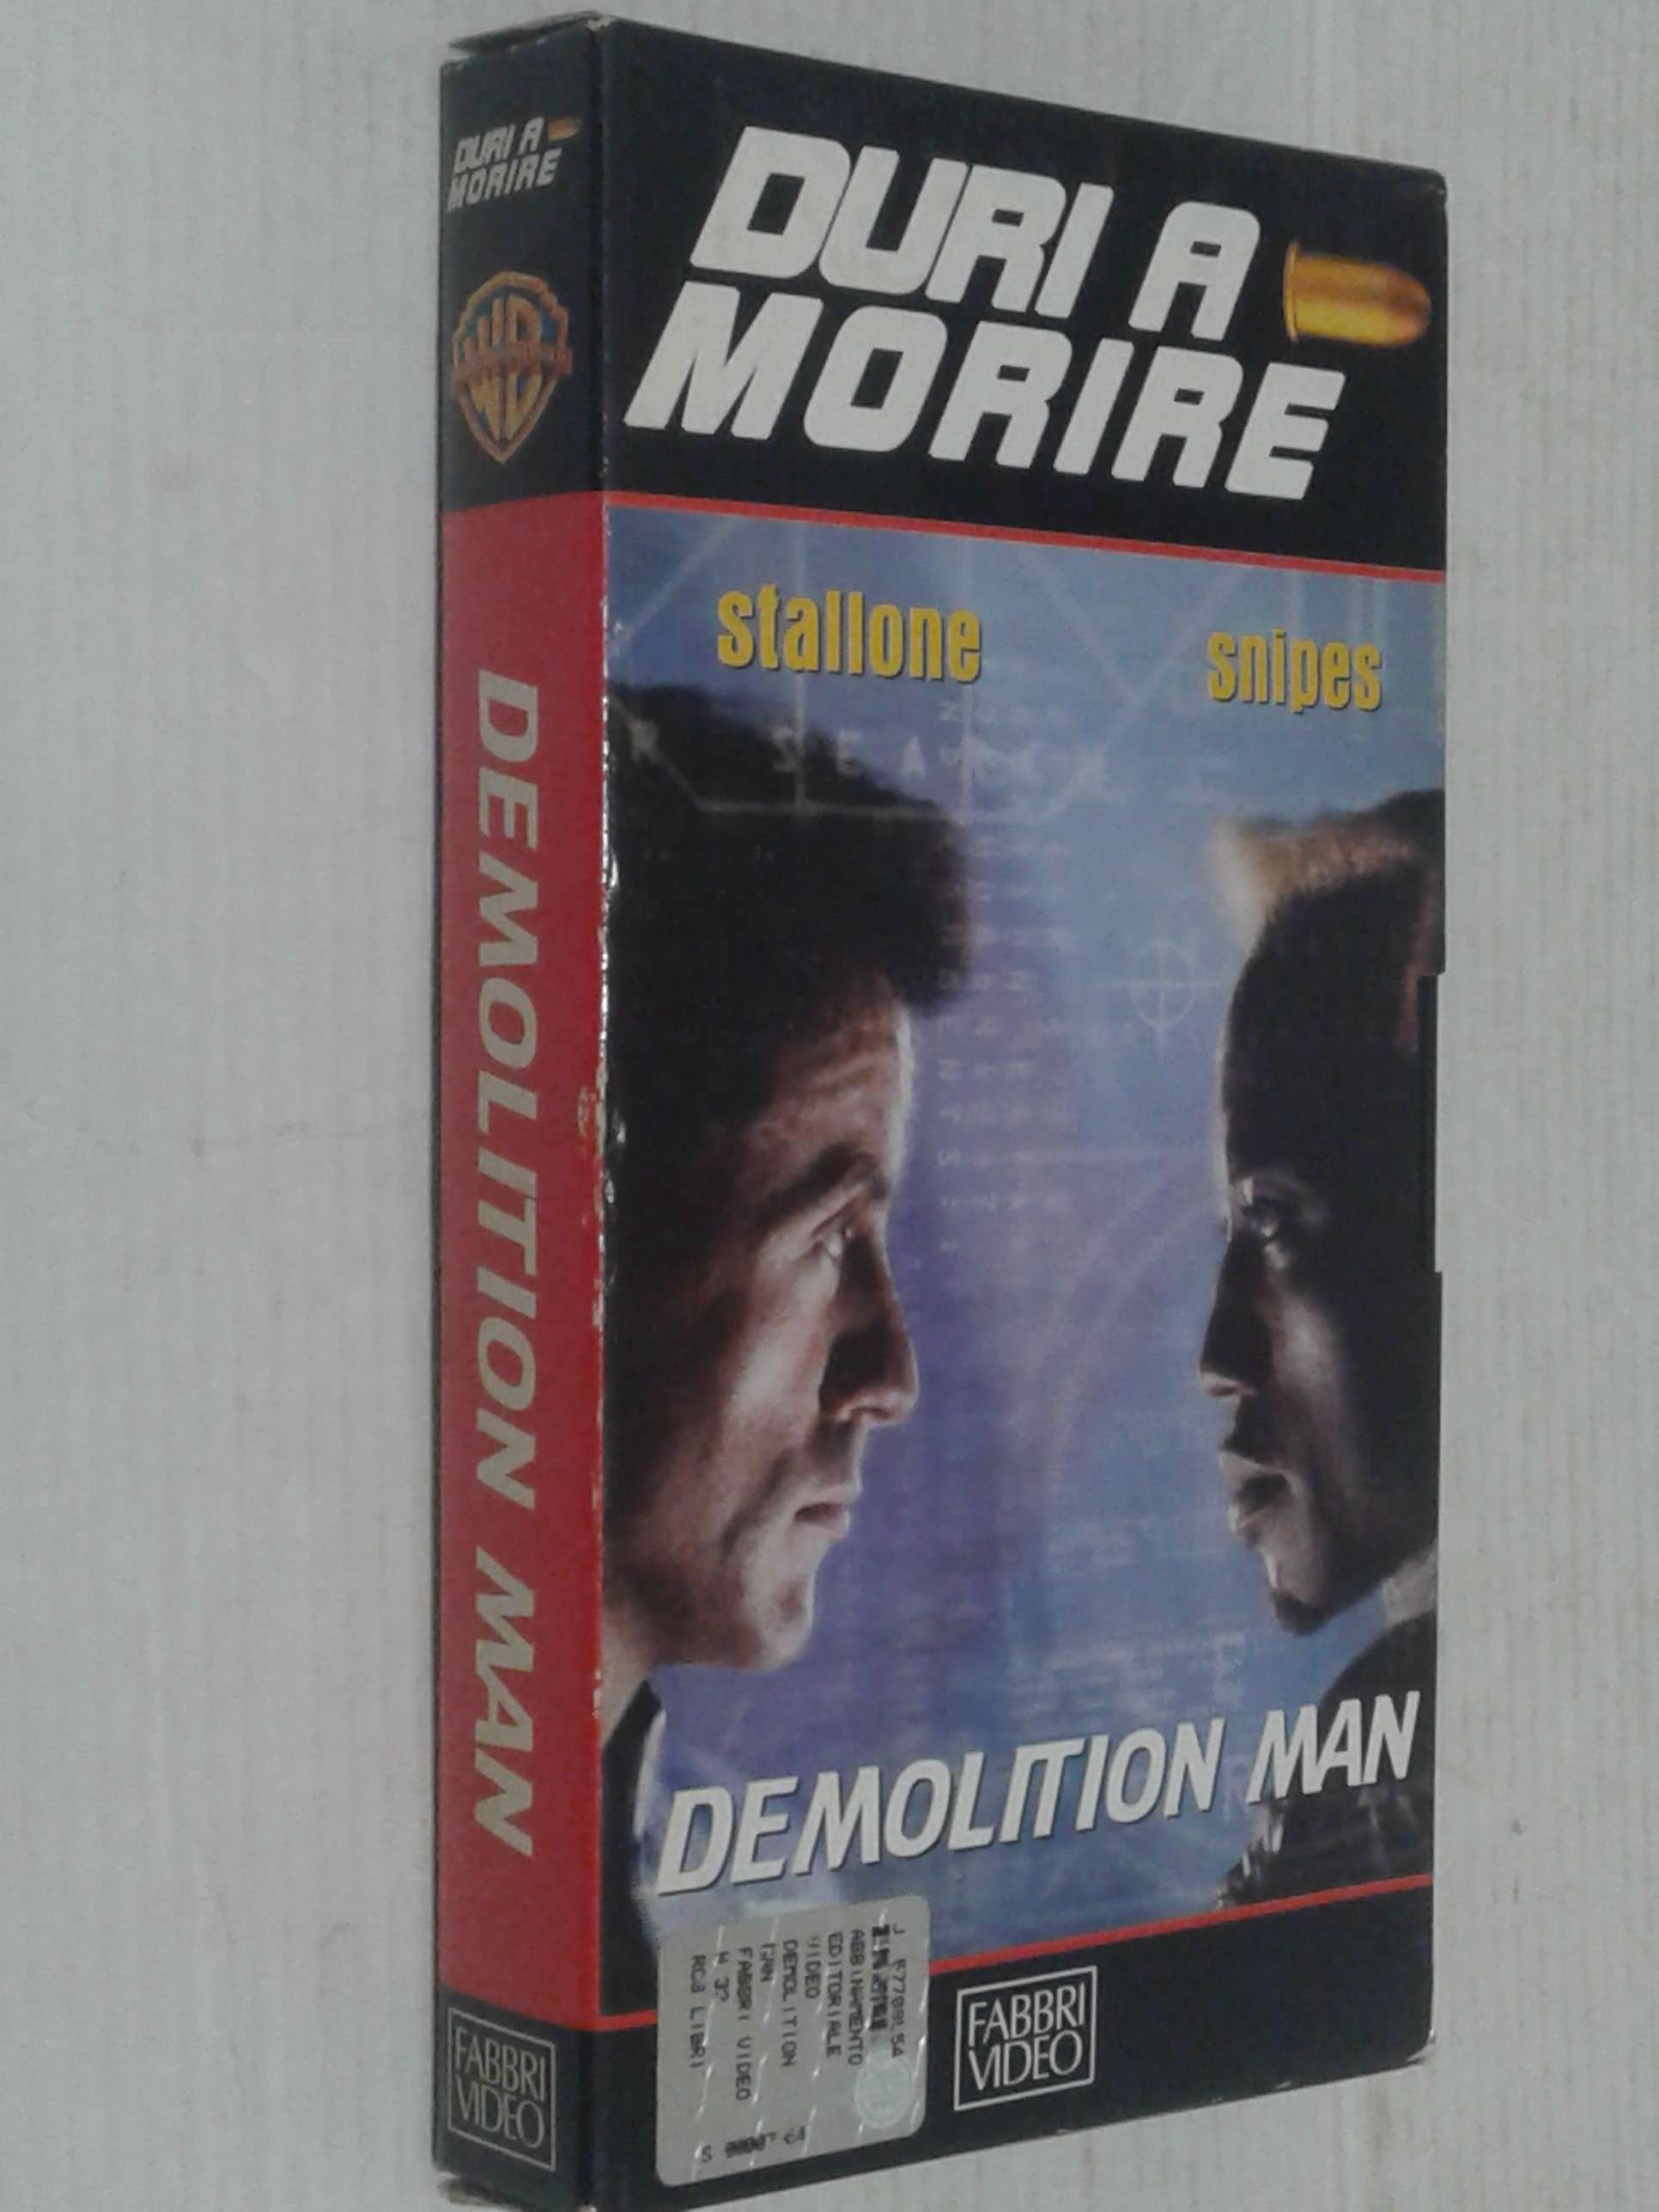 DURI A
MORIRE
DEMOLITION MAN
FABBRI
VIDEO
DURI A
MORIRE
stallone
snipes
SEARCH
DEMOLITION MAN
ABBINAMENTO
EDITORIALE
VIDEO
DEMOLITION
MAN
FABBRI VIDEO
RCS LIBRI
FABBRI
VIDEO